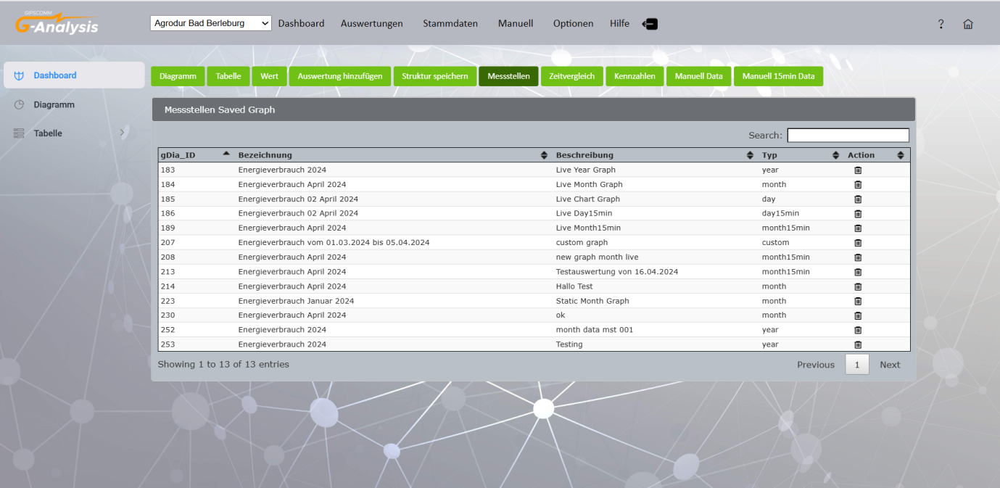 GIPSCOMM
G-Analysis
Agrodur Bad Berleburg Dashboard Auswertungen Stammdaten Manuell Optionen Hilfe ?
Dashboard
Diagramm
Tabelle
Diagramm Tabelle Wert Auswertung hinzufügen Struktur speichern Messstellen Zeitvergleich Kennzahlen Manuell Data Manuell 15min Data
Messstellen Saved Graph
Search:
gDia_ID Bezeichnung Beschreibung Typ Action
183 Energieverbrauch 2024 Live Year Graph year
184 Energieverbrauch April 2024 Live Month Graph month
185 Energieverbrauch 02 April 2024 Live Chart Graph day
186 Energieverbrauch 02 April 2024 Live Day15min day15min
189 Energieverbrauch April 2024 Live Month15min month15min
207 Energieverbrauch vom 01.03.2024 bis 05.04.2024 custom graph custom
208 Energieverbrauch April 2024 new graph month live month15min
213 Energieverbrauch April 2024 Testauswertung von 16.04.2024 month15min
214 Energieverbrauch April 2024 Hallo Test month
223 Energieverbrauch Januar 2024 Static Month Graph month
230 Energieverbrauch April 2024 ok month
252 Energieverbrauch 2024 month data mst 001 year
253 Energieverbrauch 2024 Testing year
Showing 1 to 13 of 13 entries Previous 1 Next